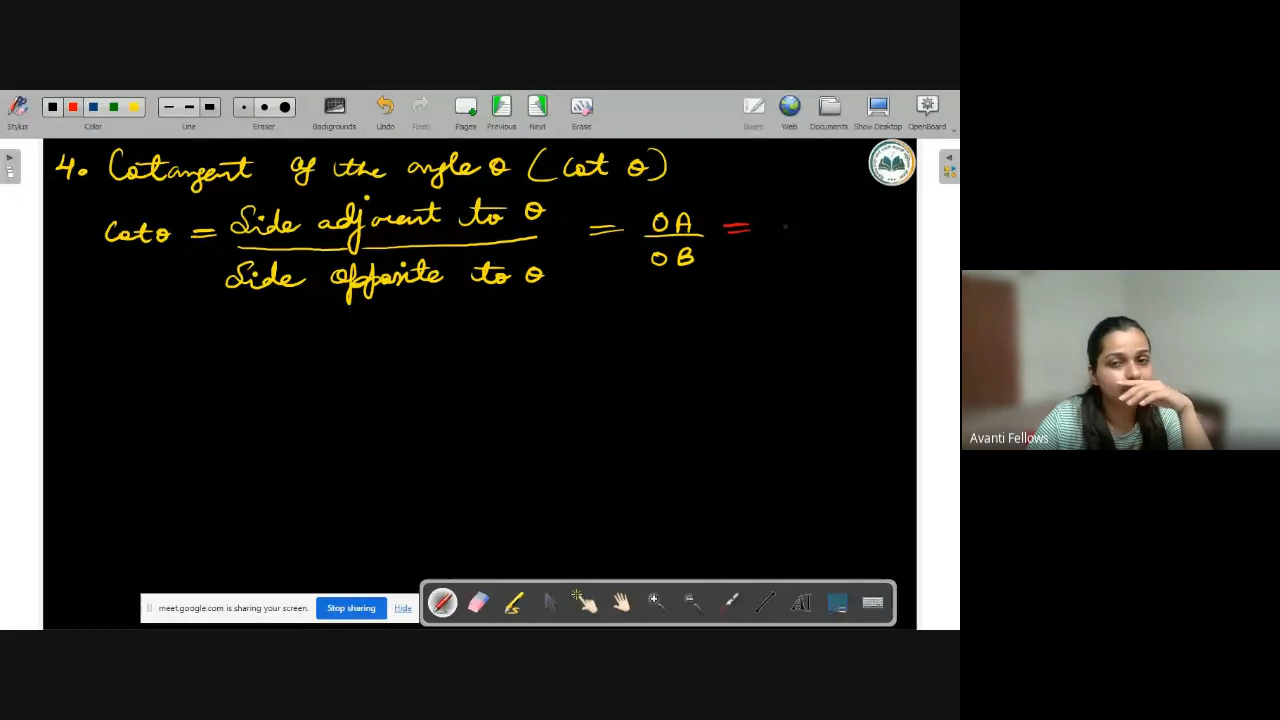 Stylus Color Line Eraser Backgrounds Undo Redo Pages Previous Next Erase Board Web Documents Show Desktop OpenBoard
4. Cotangent of the angle θ (cot θ)
cot θ = Side adjacent to θ / Side opposite to θ = OA / OB =
Avanti Fellows
meet.google.com is sharing your screen. Stop sharing Hide
AI